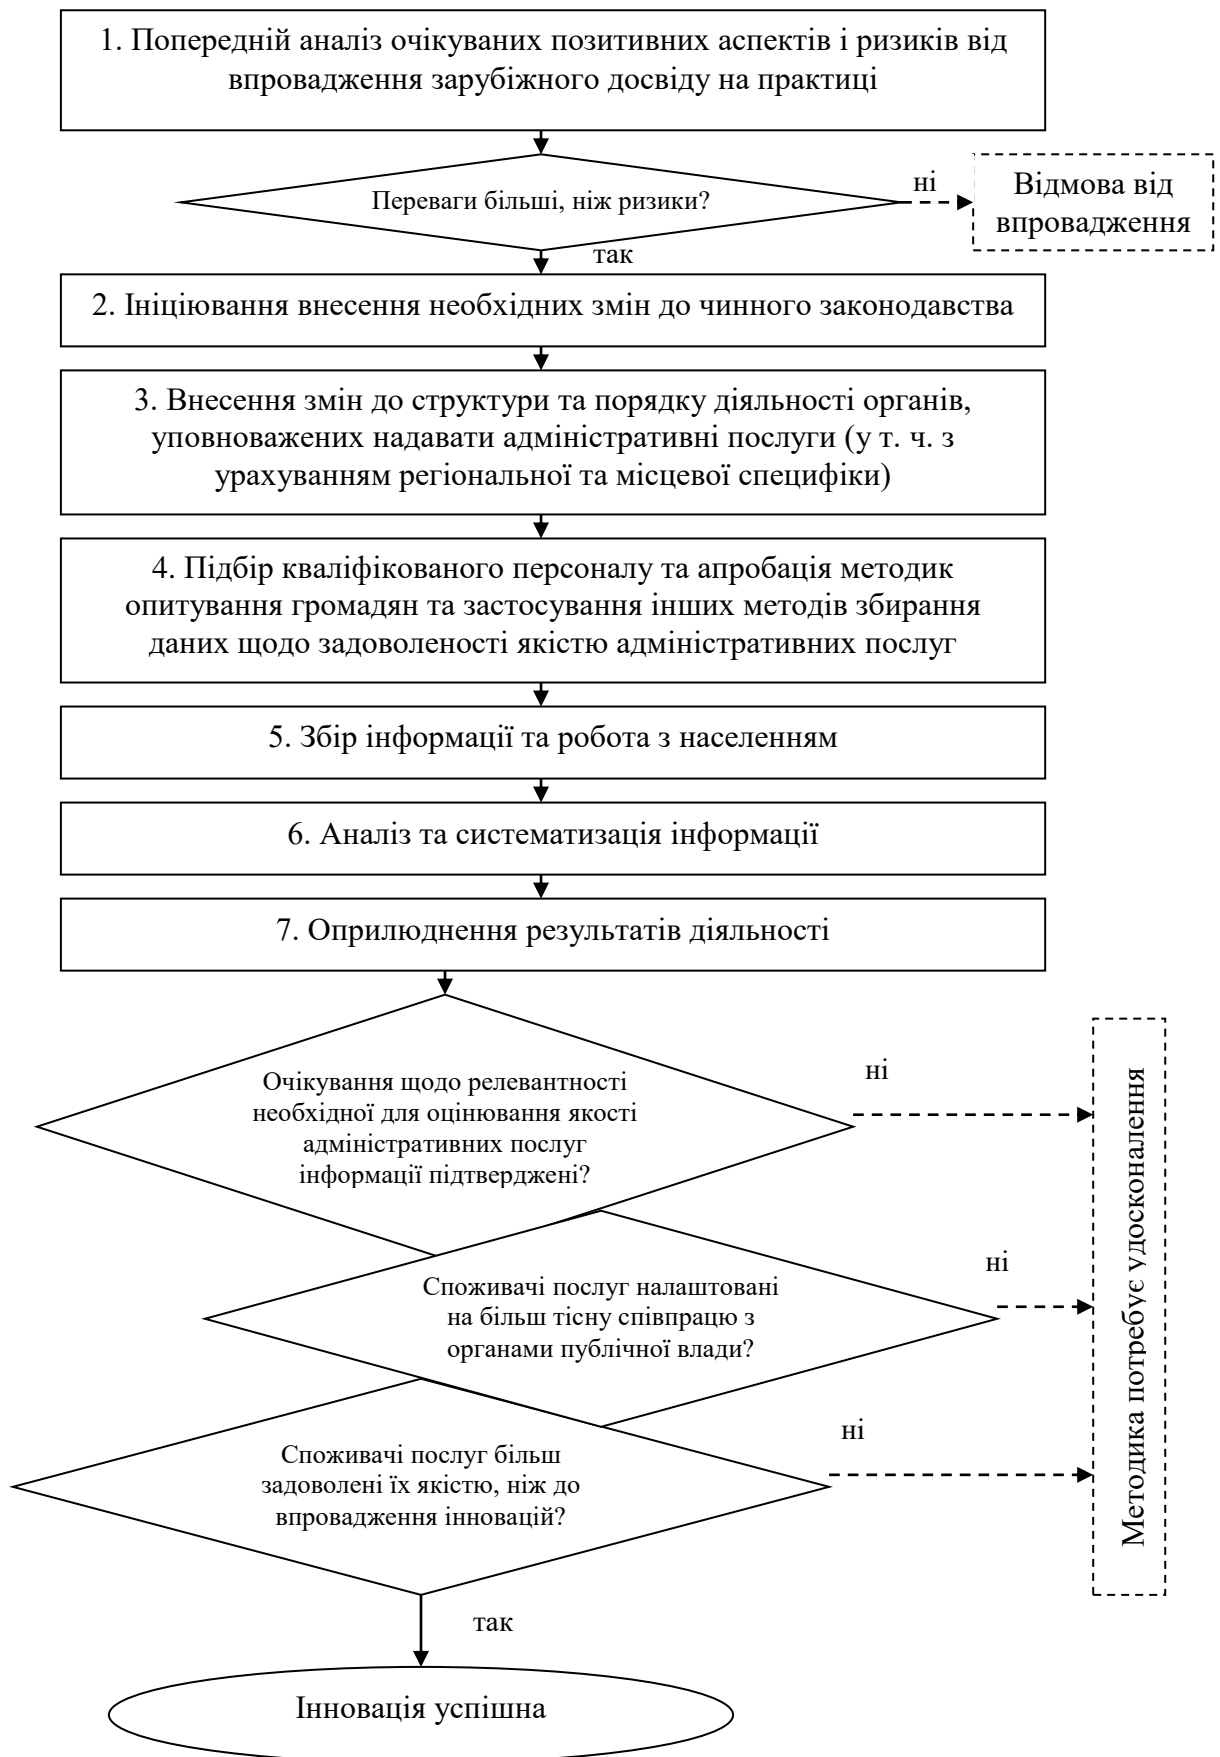 1. Попередній аналіз очікуваних позитивних аспектів і ризиків від
впровадження зарубіжного досвіду на практиці
Переваги більші, ніж ризики?
ні
Відмова від
впровадження
так
2. Ініціювання внесення необхідних змін до чинного законодавства
3. Внесення змін до структури та порядку діяльності органів,
уповноважених надавати адміністративні послуги (у т. ч. з
урахуванням регіональної та місцевої специфіки)
4. Підбір кваліфікованого персоналу та апробація методик
опитування громадян та застосування інших методів збирання
даних щодо задоволеності якістю адміністративних послуг
5. Збір інформації та робота з населенням
6. Аналіз та систематизація інформації
7. Оприлюднення результатів діяльності
Очікування щодо релевантності
необхідної для оцінювання якості
адміністративних послуг
інформації підтверджені?
ні
Споживачі послуг налаштовані
на більш тісну співпрацю з
органами публічної влади?
ні
Споживачі послуг більш
задоволені їх якістю, ніж до
впровадження інновацій?
ні
Методика потребує удосконалення
так
Інновація успішна